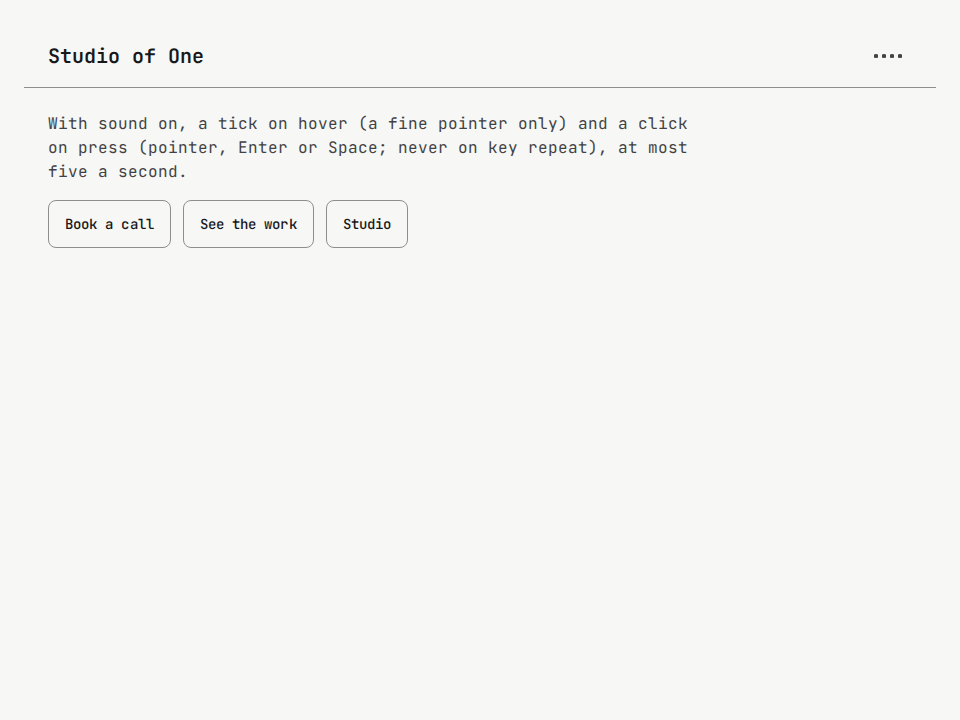 Studio of One
With sound on, a tick on hover (a fine pointer only) and a click
on press (pointer, Enter or Space; never on key repeat), at most
five a second.
Book a call
See the work
Studio